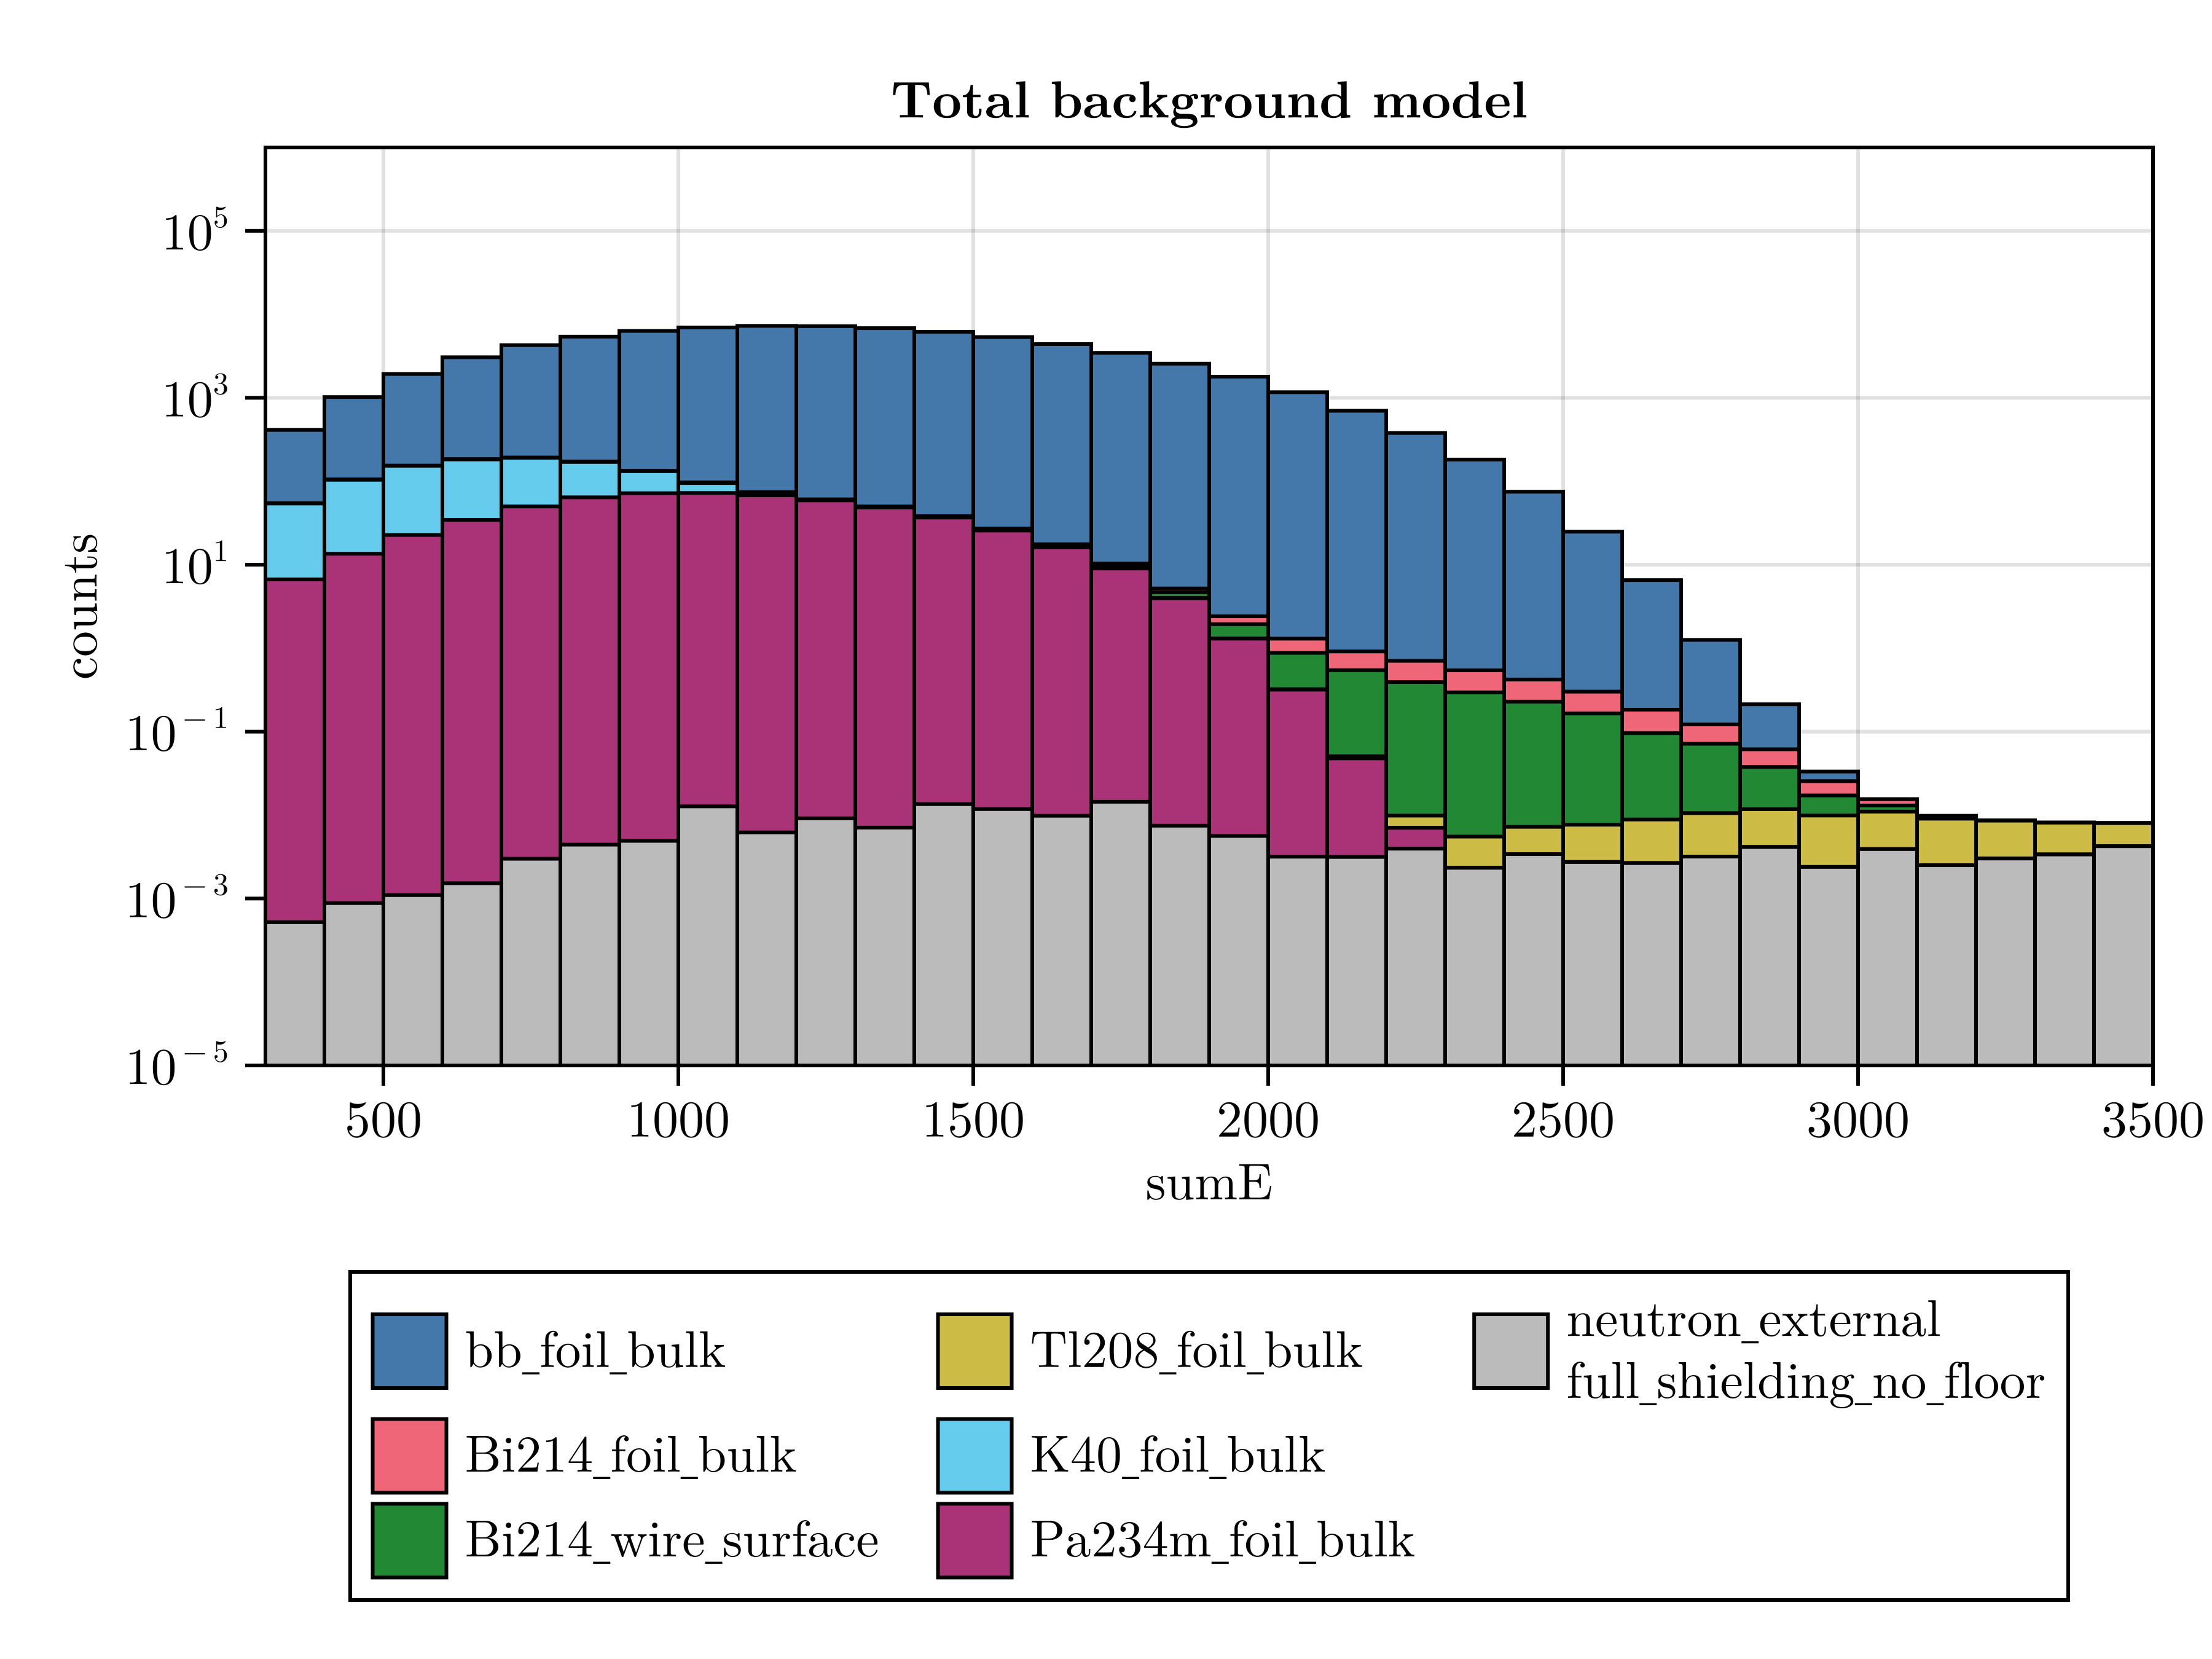 Total background model
counts
10^5
10^3
10^1
10^−1
10^−3
10^−5
500 1000 1500 2000 2500 3000 3500
sumE
bb_foil_bulk
Bi214_foil_bulk
Bi214_wire_surface
Tl208_foil_bulk
K40_foil_bulk
Pa234m_foil_bulk
neutron_external
full_shielding_no_floor